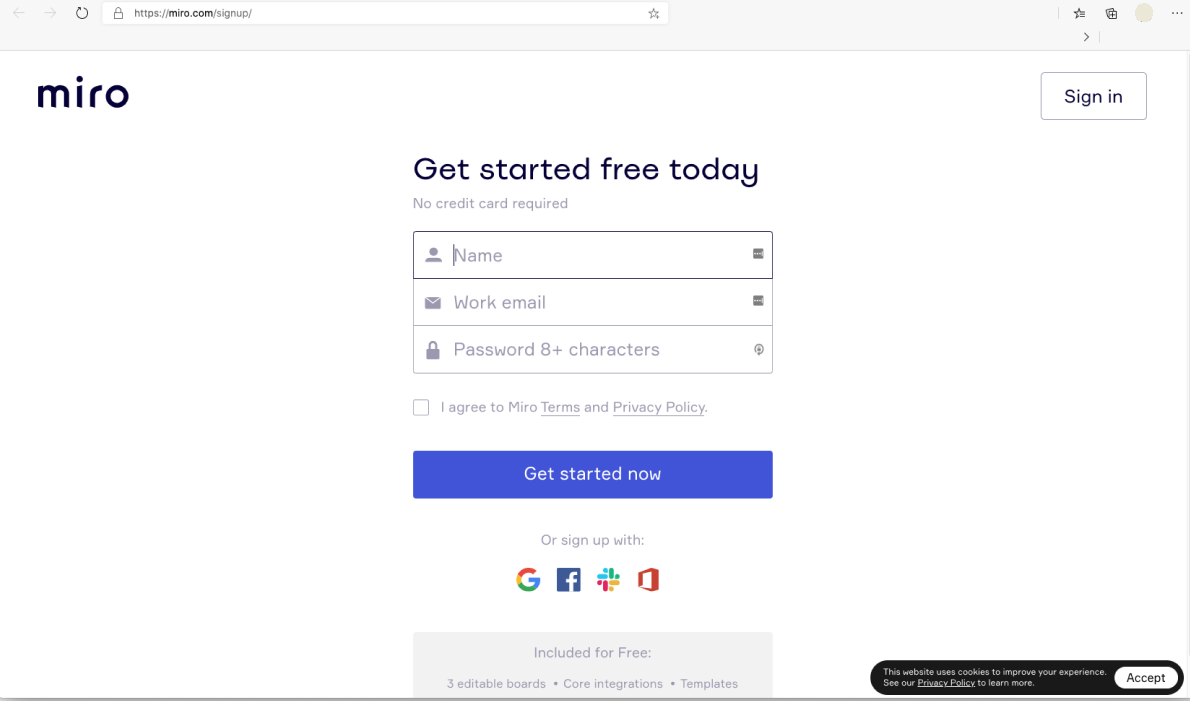 https://miro.com/signup/
miro
Sign in
Get started free today
No credit card required
Name
Work email
Password 8+ characters
I agree to Miro Terms and Privacy Policy.
Get started now
Or sign up with:
Included for Free:
3 editable boards • Core integrations • Templates
This website uses cookies to improve your experience.
See our Privacy Policy to learn more.
Accept